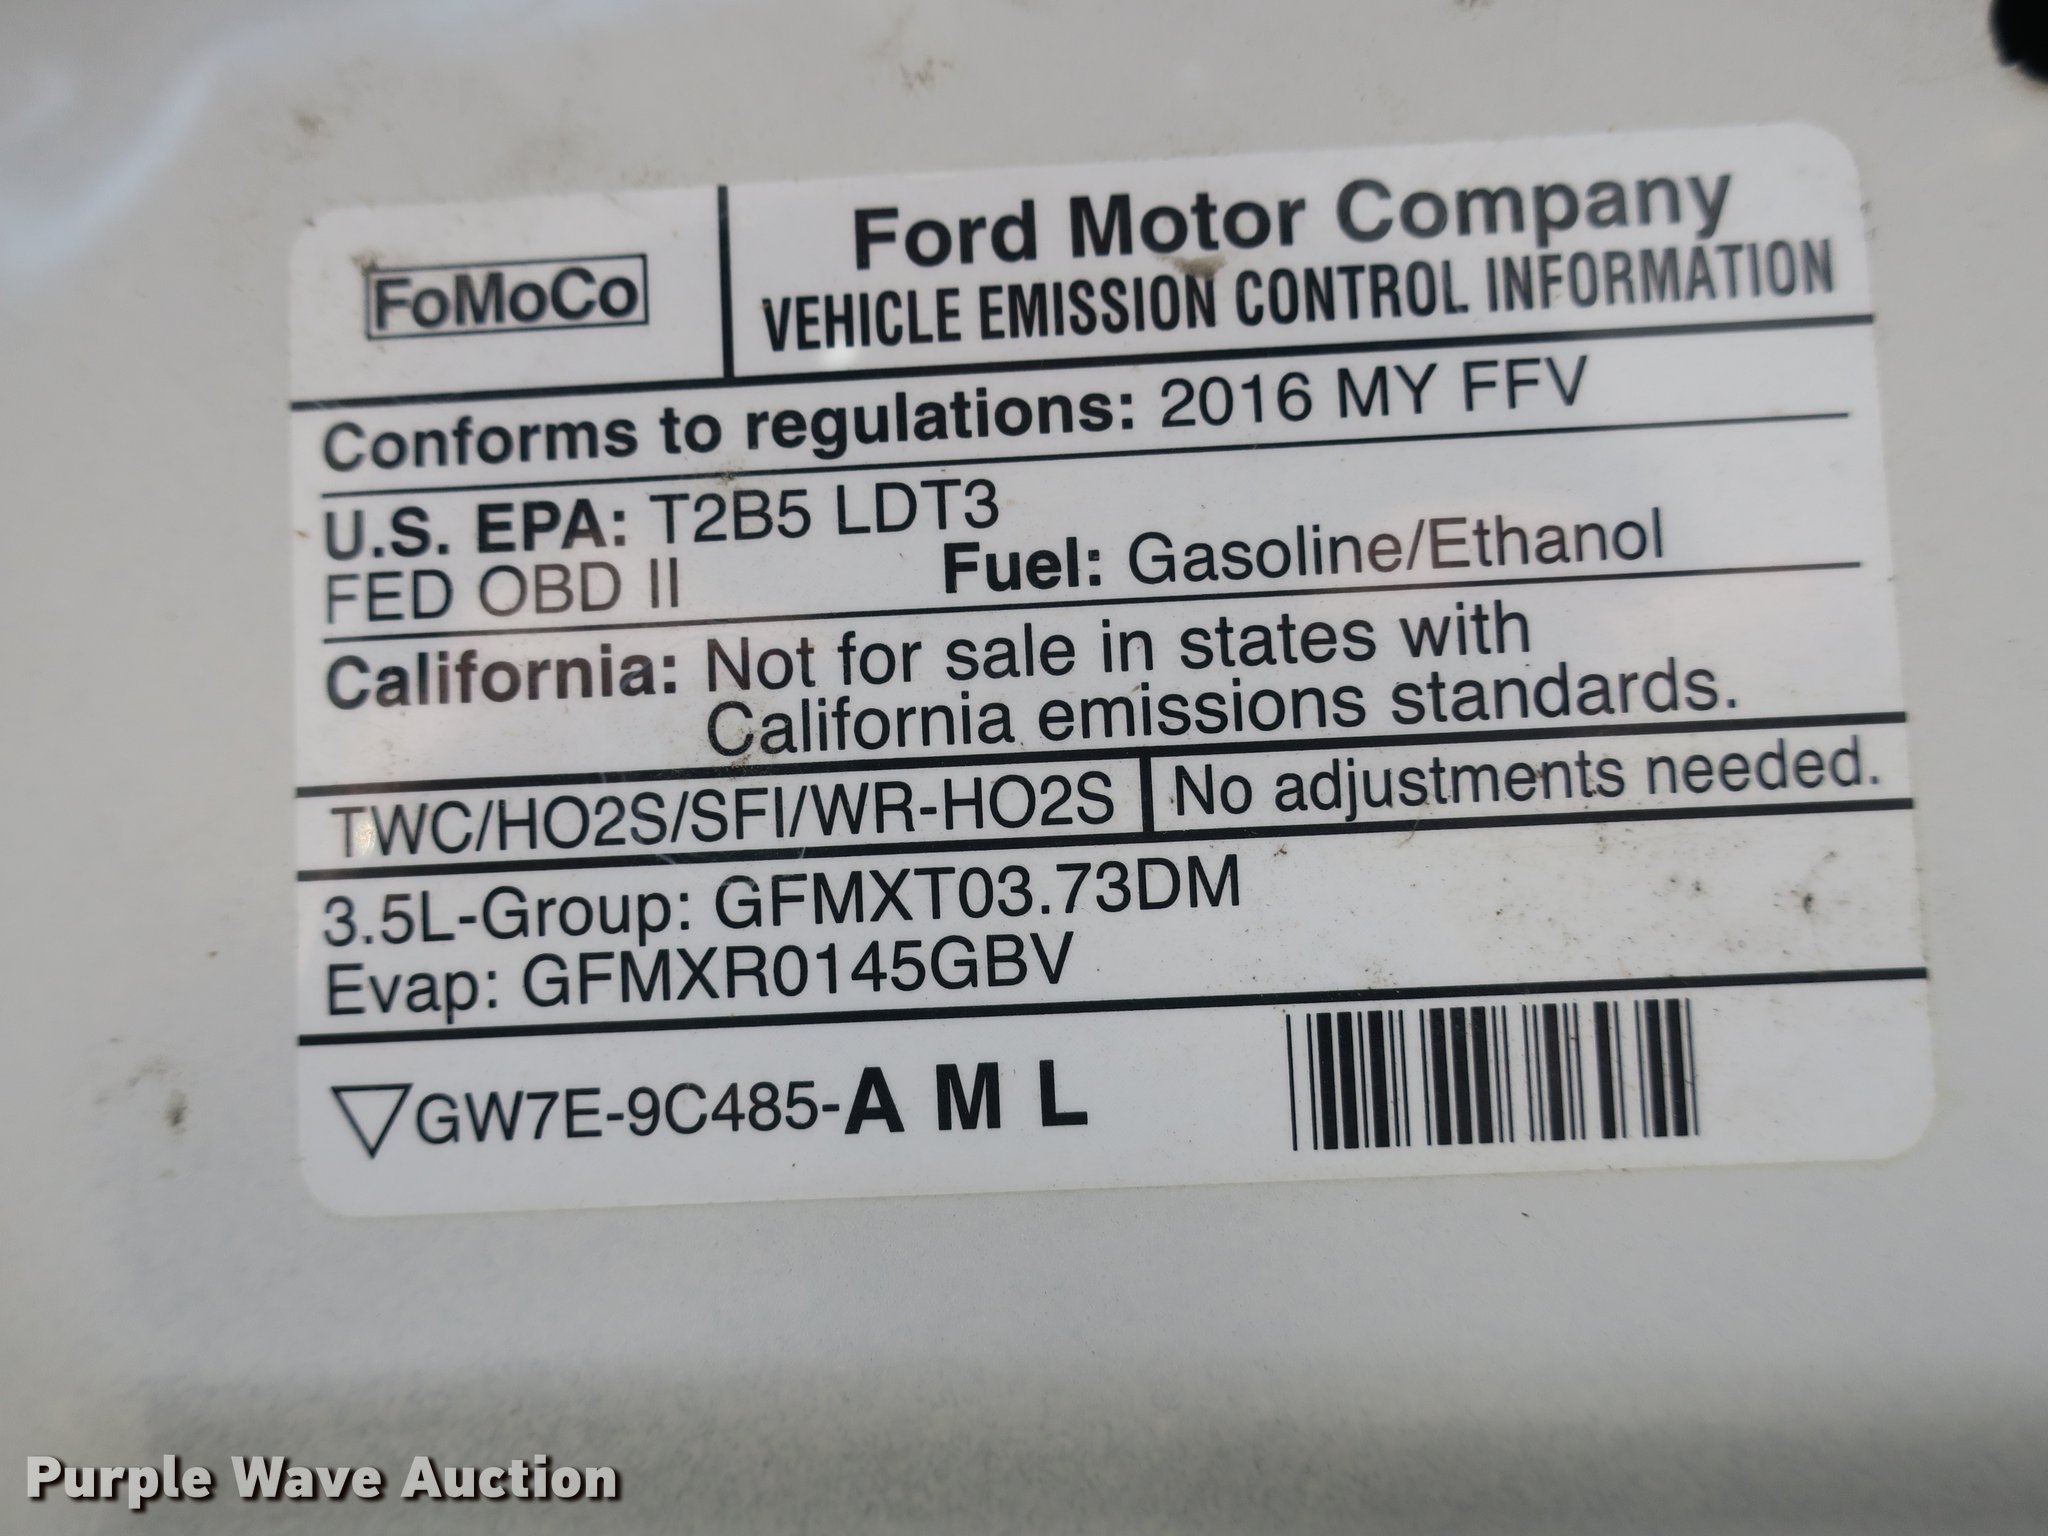 FoMoCo
Ford Motor Company
VEHICLE EMISSION CONTROL INFORMATION
Conforms to regulations: 2016 MY FFV
U.S. EPA: T2B5 LDT3
FED OBD II Fuel: Gasoline/Ethanol
California: Not for sale in states with
California emissions standards.
TWC/HO2S/SFI/WR-HO2S No adjustments needed.
3.5L-Group: GFMXT03.73DM
Evap: GFMXR0145GBV
GW7E-9C485-A M L
Purple Wave Auction